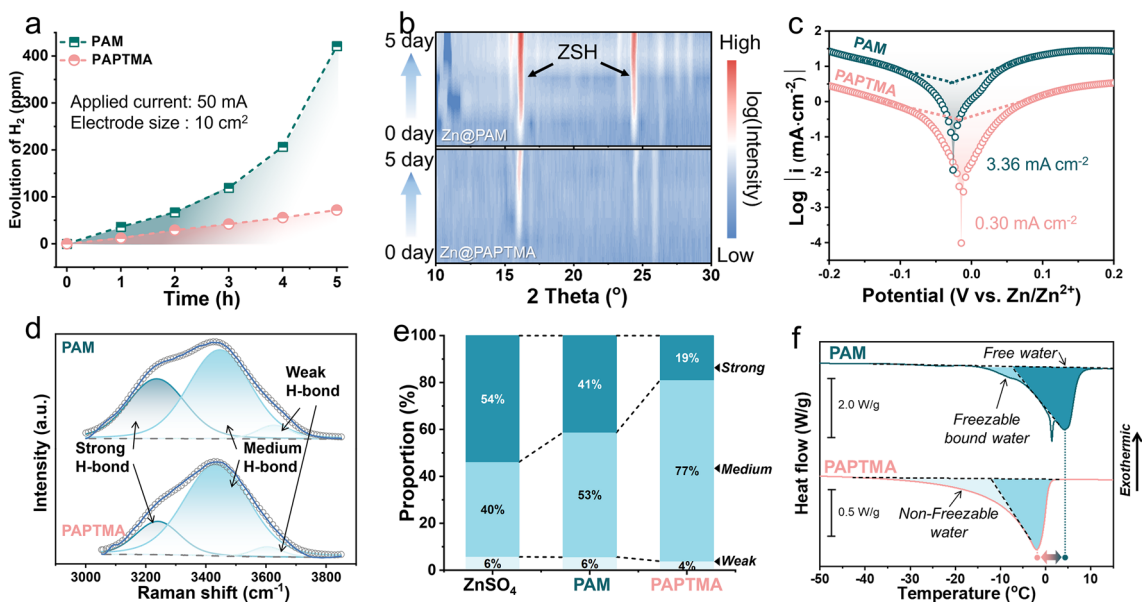 a
Evolution of H₂ (ppm)
400
300
200
100
0
PAM
PAPTMA
Applied current: 50 mA
Electrode size : 10 cm²
0 1 2 3 4 5
Time (h)
b
5 day
0 day
5 day
0 day
ZSH
Zn@PAM
Zn@PAPTMA
10 15 20 25 30
2 Theta (°)
High
log(Intensity)
Low
c
Log | i (mA·cm⁻²) |
2
1
0
-1
-2
-3
-4
PAM
PAPTMA
3.36 mA cm⁻²
0.30 mA cm⁻²
-0.2 -0.1 0.0 0.1 0.2
Potential (V vs. Zn/Zn²⁺)
d
Intensity (a.u.)
PAM
Weak
H-bond
Strong
H-bond
Medium
H-bond
PAPTMA
3000 3200 3400 3600 3800
Raman shift (cm⁻¹)
e
Proportion (%)
100
80
60
40
20
0
54%
41%
19%
40%
53%
77%
6%
6%
4%
Strong
Medium
Weak
ZnSO₄ PAM PAPTMA
f
Heat flow (W/g)
PAM
Free water
2.0 W/g
Freezable
bound water
PAPTMA
0.5 W/g
Non-Freezable
water
Exothermic
-50 -40 -30 -20 -10 0 10
Temperature (°C)